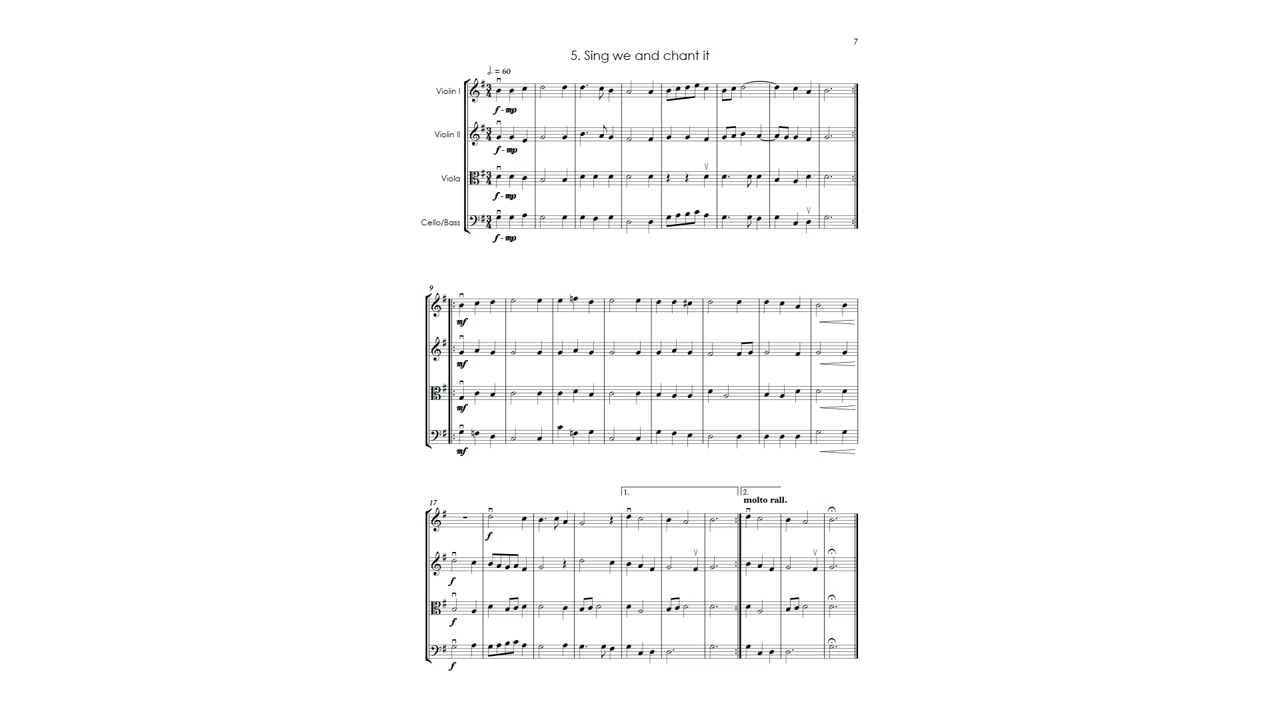 7
5. Sing we and chant it
= 60
Violin I
f - mp
Violin II
f - mp
Viola
f - mp
Cello/Bass
f - mp
9
mf
mf
mf
mf
17
1.
2.
molto rall.
f
f
f
f